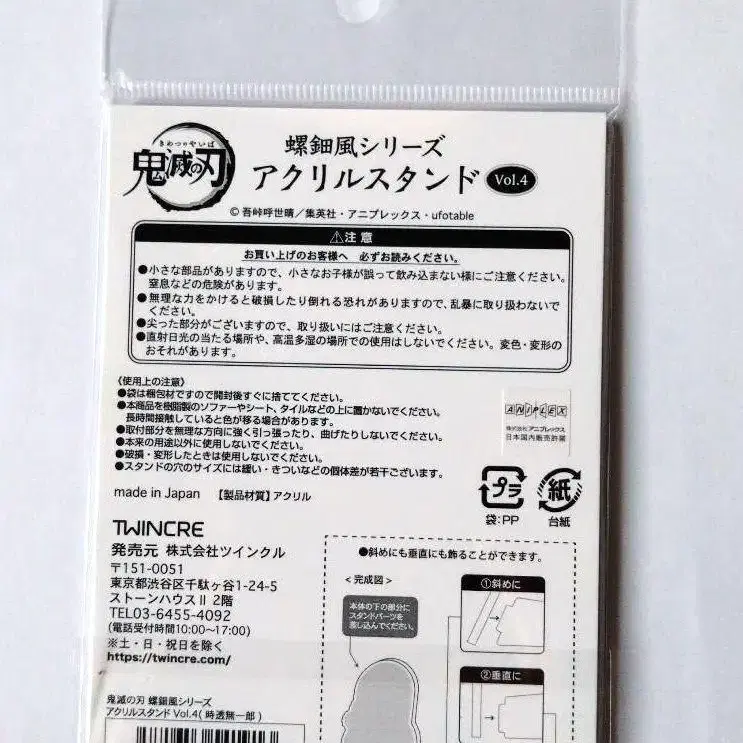 きめつのやいば
鬼滅の刃
螺鈿風シリーズ
アクリルスタンド Vol.4
© 吾峠呼世晴／集英社・アニプレックス・ufotable
⚠注意
お買い上げのお客様へ 必ずお読みください。
●小さな部品がありますので、小さなお子様が誤って飲み込まない様にご注意ください。
窒息などの危険があります。
●無理な力をかけると破損したり倒れる恐れがありますので、乱暴に取り扱わないで
ください。
●尖った部分がございますので、取り扱いにはご注意ください。
●直射日光の当たる場所や、高温多湿の場所での使用はしないでください。変色・変形の
おそれがあります。
〈使用上の注意〉
●袋は梱包材ですので開封後すぐに捨ててください。
●本商品を樹脂製のソファーやシート、タイルなどの上に置かないでください。
長時間接触していると色が移る場合があります。
●取付部分を無理な方向に強く引っ張ったり、曲げたりしないでください。
●本来の用途以外に使用しないでください。
●破損・変形したときは使用しないでください。
●スタンドの穴のサイズには緩い・きついなどの個体差が若干ございます。
ANIPLEX
株式会社アニプレックス
日本国内販売許諾
made in Japan 【製品材質】アクリル
プラ
袋:PP
紙
台紙
TWINCRE
発売元 株式会社ツインクル
〒151-0051
東京都渋谷区千駄ヶ谷1-24-5
ストーンハウスⅡ 2階
TEL03-6455-4092
(電話受付時間10:00〜17:00)
※土・日・祝日を除く
https://twincre.com/
●斜めにも垂直にも飾ることができます。
＜完成図＞
本体の下の部分に
スタンドパーツを
差し込んでください。
①斜めに
②垂直に
鬼滅の刃 螺鈿風シリーズ
アクリルスタンド Vol.4( 時透無一郎 )